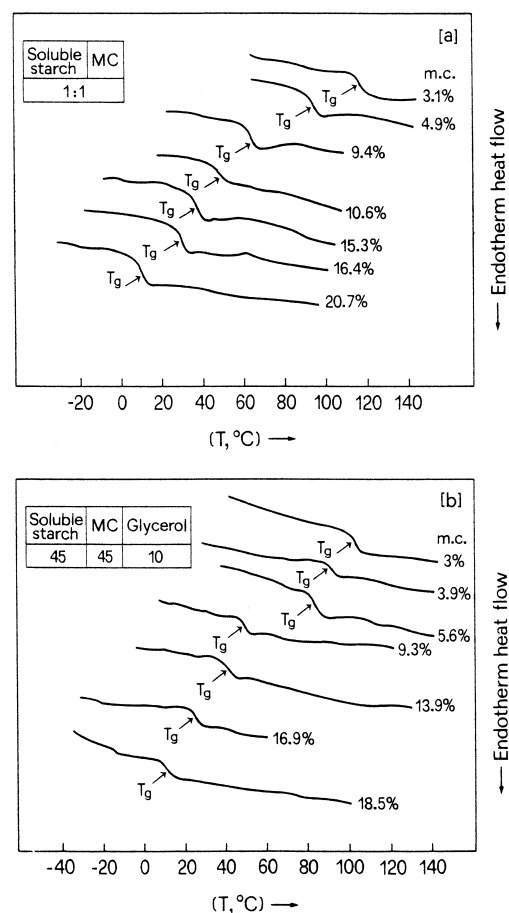 [a]
Soluble starch MC
1:1
m.c.
Tg
3.1%
Tg
4.9%
Tg
9.4%
Tg
10.6%
Tg
15.3%
Tg
16.4%
Tg
20.7%
Endotherm heat flow
-20 0 20 40 60 80 100 120 140
(T,°C)
[b]
Soluble starch MC Glycerol
45 45 10
m.c.
Tg
3%
Tg
3.9%
Tg
5.6%
Tg
9.3%
Tg
13.9%
Tg
16.9%
Tg
18.5%
Endotherm heat flow
-40 -20 0 20 40 60 80 100 120 140
(T,°C)